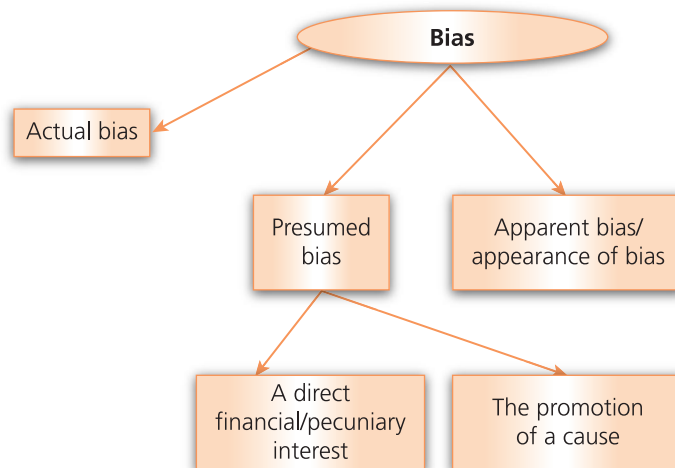 Bias
Actual bias
Presumed
bias
Apparent bias/
appearance of bias
A direct
financial/pecuniary
interest
The promotion
of a cause